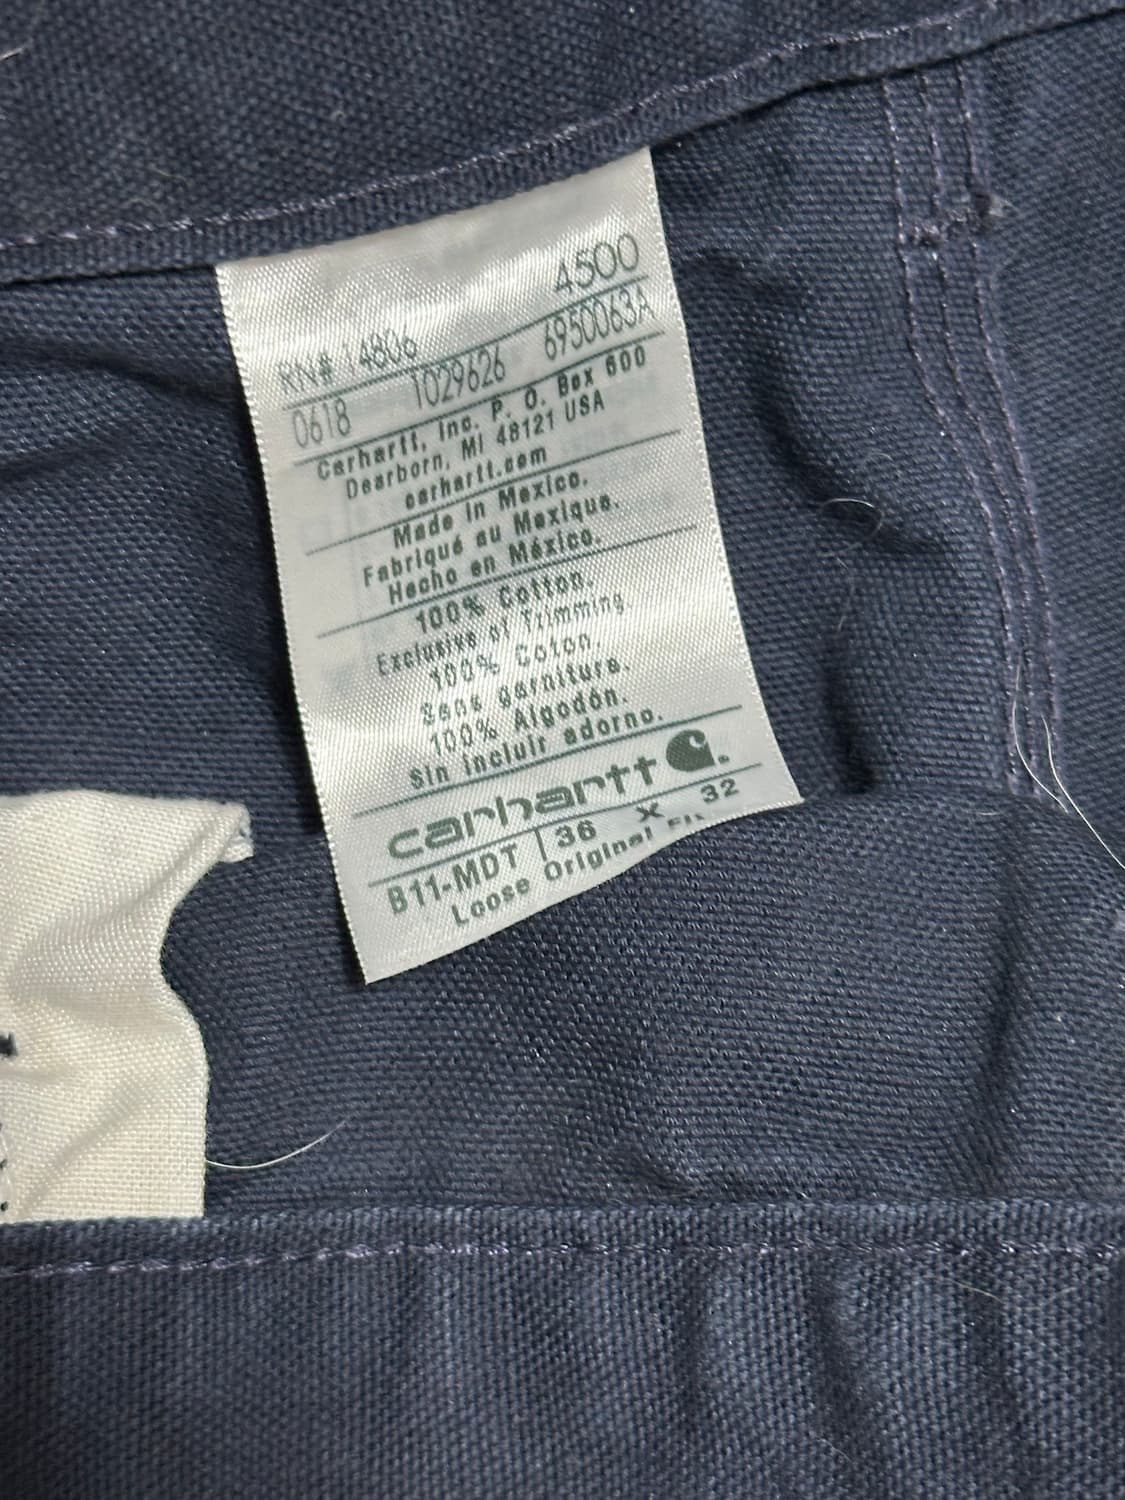 4500
RN# 14806
0618 1029626 6950063A
Carhartt, Inc. P. O. Box 600
Dearborn, MI 48121 USA
carhartt.com
Made in Mexico.
Fabriqué au Mexique.
Hecho en México.
100% Cotton.
Exclusive of Trimming.
100% Coton.
Sans garniture.
100% Algodón.
Sin incluir adorno.
carhartt
B11-MDT 36 X 32
Loose Original Fit